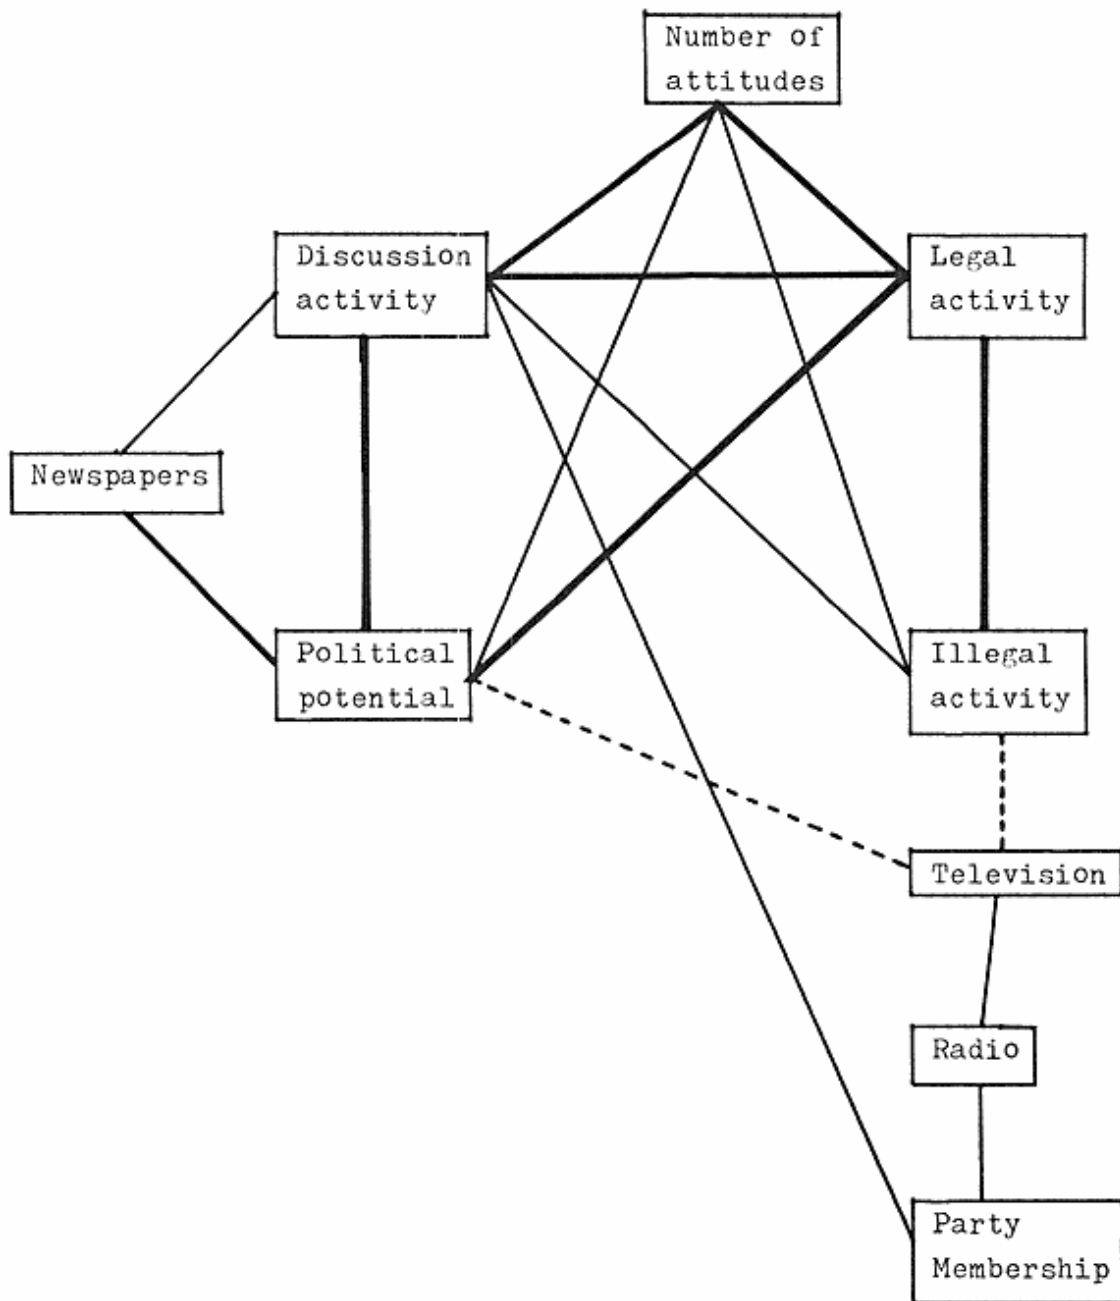 Number of
attitudes
Discussion
activity
Legal
activity
Newspapers
Political
potential
Illegal
activity
Television
Radio
Party
Membership